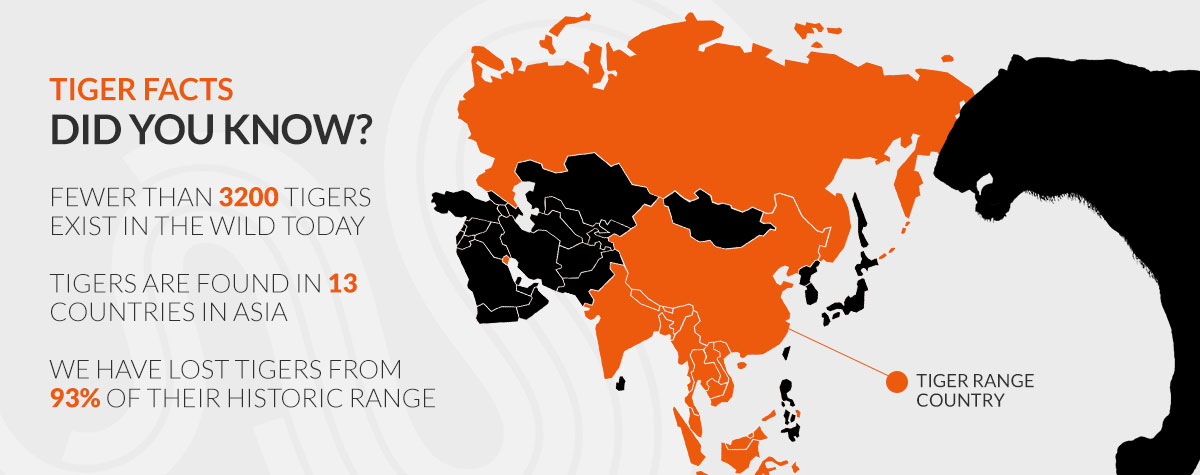 TIGER FACTS
DID YOU KNOW?
FEWER THAN 3200 TIGERS
EXIST IN THE WILD TODAY
TIGERS ARE FOUND IN 13
COUNTRIES IN ASIA
WE HAVE LOST TIGERS FROM
93% OF THEIR HISTORIC RANGE
TIGER RANGE
COUNTRY